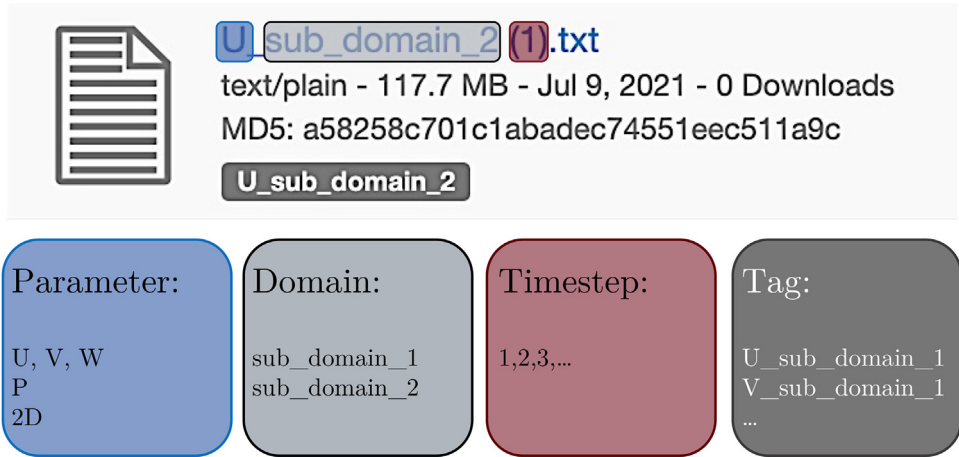 U_sub_domain_2 (1).txt
text/plain - 117.7 MB - Jul 9, 2021 - 0 Downloads
MD5: a58258c701c1abadec74551eec511a9c
U_sub_domain_2
Parameter:
U, V, W
P
2D
Domain:
sub_domain_1
sub_domain_2
Timestep:
1,2,3,...
Tag:
U_sub_domain_1
V_sub_domain_1
...